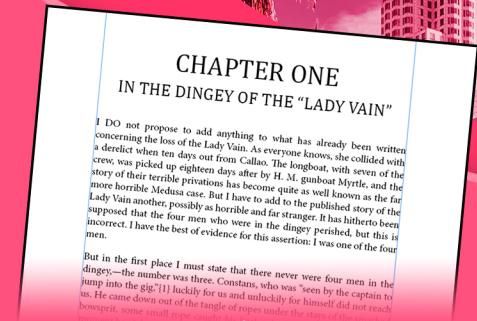 CHAPTER ONE
IN THE DINGEY OF THE “LADY VAIN”
I DO not propose to add anything to what has already been written
concerning the loss of the Lady Vain. As everyone knows, she collided with
a derelict when ten days out from Callao. The longboat, with seven of the
crew, was picked up eighteen days after by H. M. gunboat Myrtle, and the
story of their terrible privations has become quite as well known as the far
more horrible Medusa case. But I have to add to the published story of the
Lady Vain another, possibly as horrible and far stranger. It has hitherto been
supposed that the four men who were in the dingey perished, but this is
incorrect. I have the best of evidence for this assertion: I was one of the four
men.
But in the first place I must state that there never were four men in the
dingey,—the number was three. Constans, who was “seen by the captain to
jump into the gig,”[1] luckily for us and unluckily for himself did not reach
us. He came down out of the tangle of ropes under the stays of the smashed
bowsprit, some small rope caught his